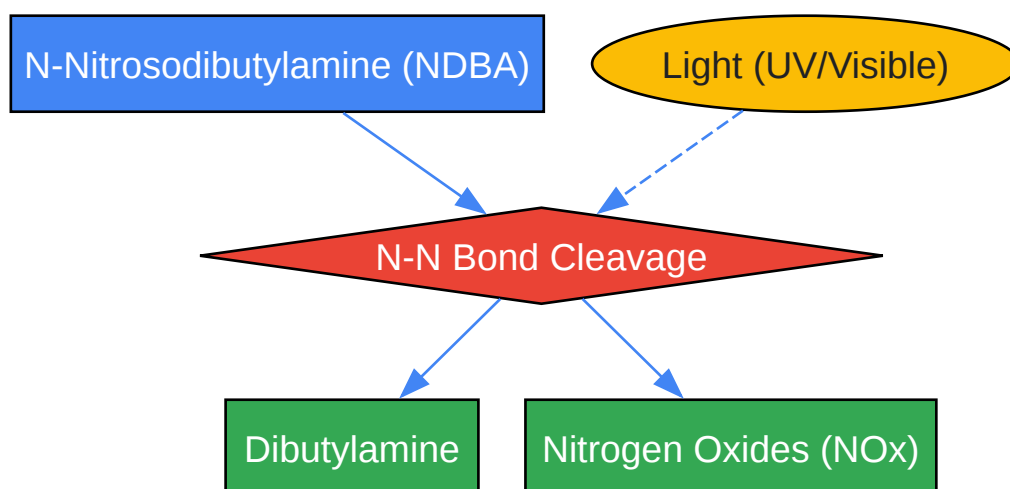 N-Nitrosodibutylamine (NDBA)
Light (UV/Visible)
N-N Bond Cleavage
Dibutylamine
Nitrogen Oxides (NOx)